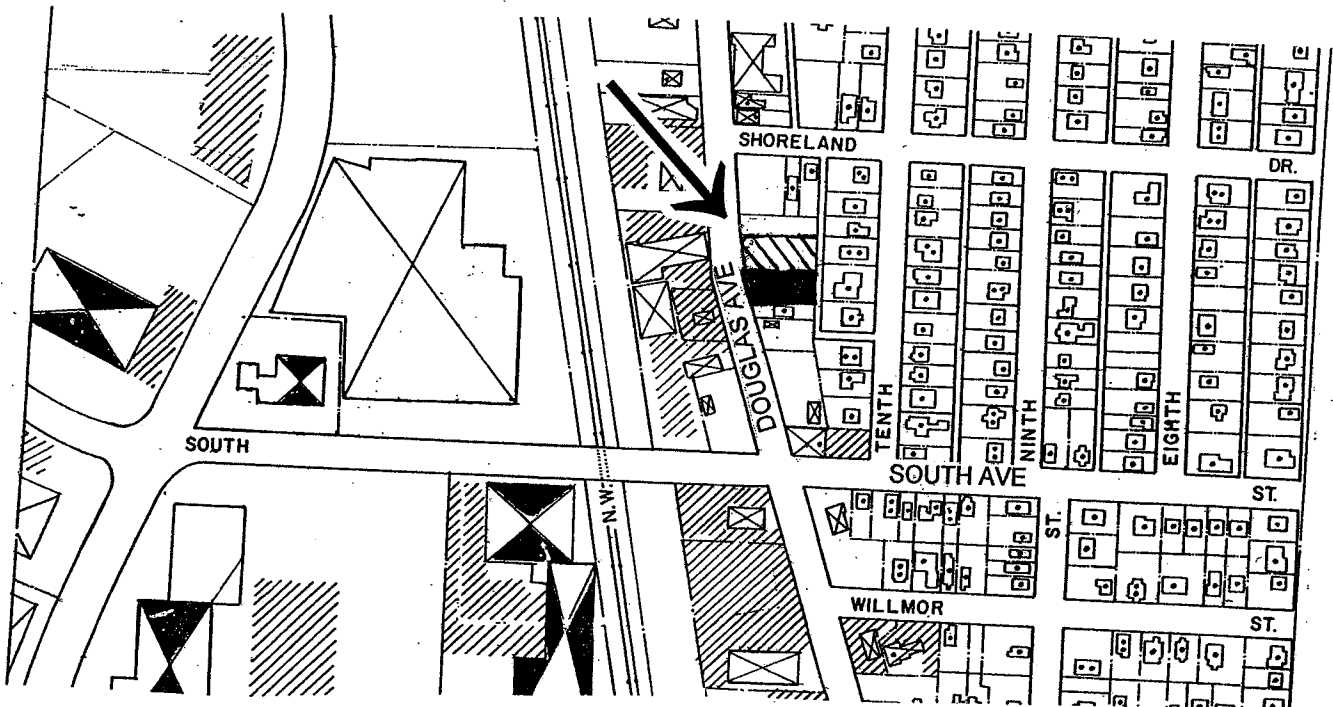 SHORELAND
DR.
DOUGLAS AVE
TENTH
NINTH
EIGHTH
SOUTH
SOUTH AVE
ST.
N.W.
ST.
WILLMOR
ST.